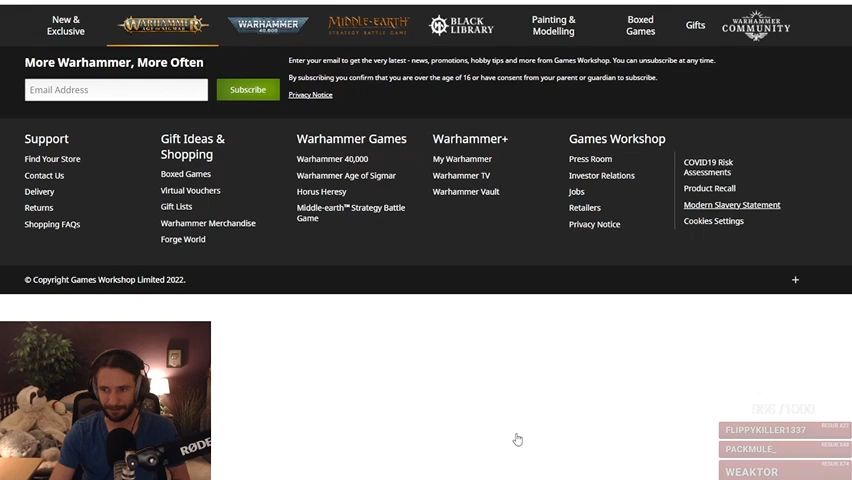 New &
Exclusive
WARHAMMER
AGE OF SIGMAR
WARHAMMER
40,000
MIDDLE-EARTH
STRATEGY BATTLE GAME
BLACK
LIBRARY
Painting &
Modelling
Boxed
Games
Gifts
WARHAMMER
COMMUNITY
More Warhammer, More Often
Email Address
Subscribe
Enter your email to get the very latest - news, promotions, hobby tips and more from Games Workshop. You can unsubscribe at any time.
By subscribing you confirm that you are over the age of 16 or have consent from your parent or guardian to subscribe.
Privacy Notice
Support
Find Your Store
Contact Us
Delivery
Returns
Shopping FAQs
Gift Ideas &
Shopping
Boxed Games
Virtual Vouchers
Gift Lists
Warhammer Merchandise
Forge World
Warhammer Games
Warhammer 40,000
Warhammer Age of Sigmar
Horus Heresy
Middle-earth™ Strategy Battle
Game
Warhammer+
My Warhammer
Warhammer TV
Warhammer Vault
Games Workshop
Press Room
Investor Relations
Jobs
Retailers
Privacy Notice
COVID19 Risk
Assessments
Product Recall
Modern Slavery Statement
Cookies Settings
© Copyright Games Workshop Limited 2022.
+
RØDE
966 /1000
FLIPPYKILLER1337
PACKMULE_
WEAKTOR